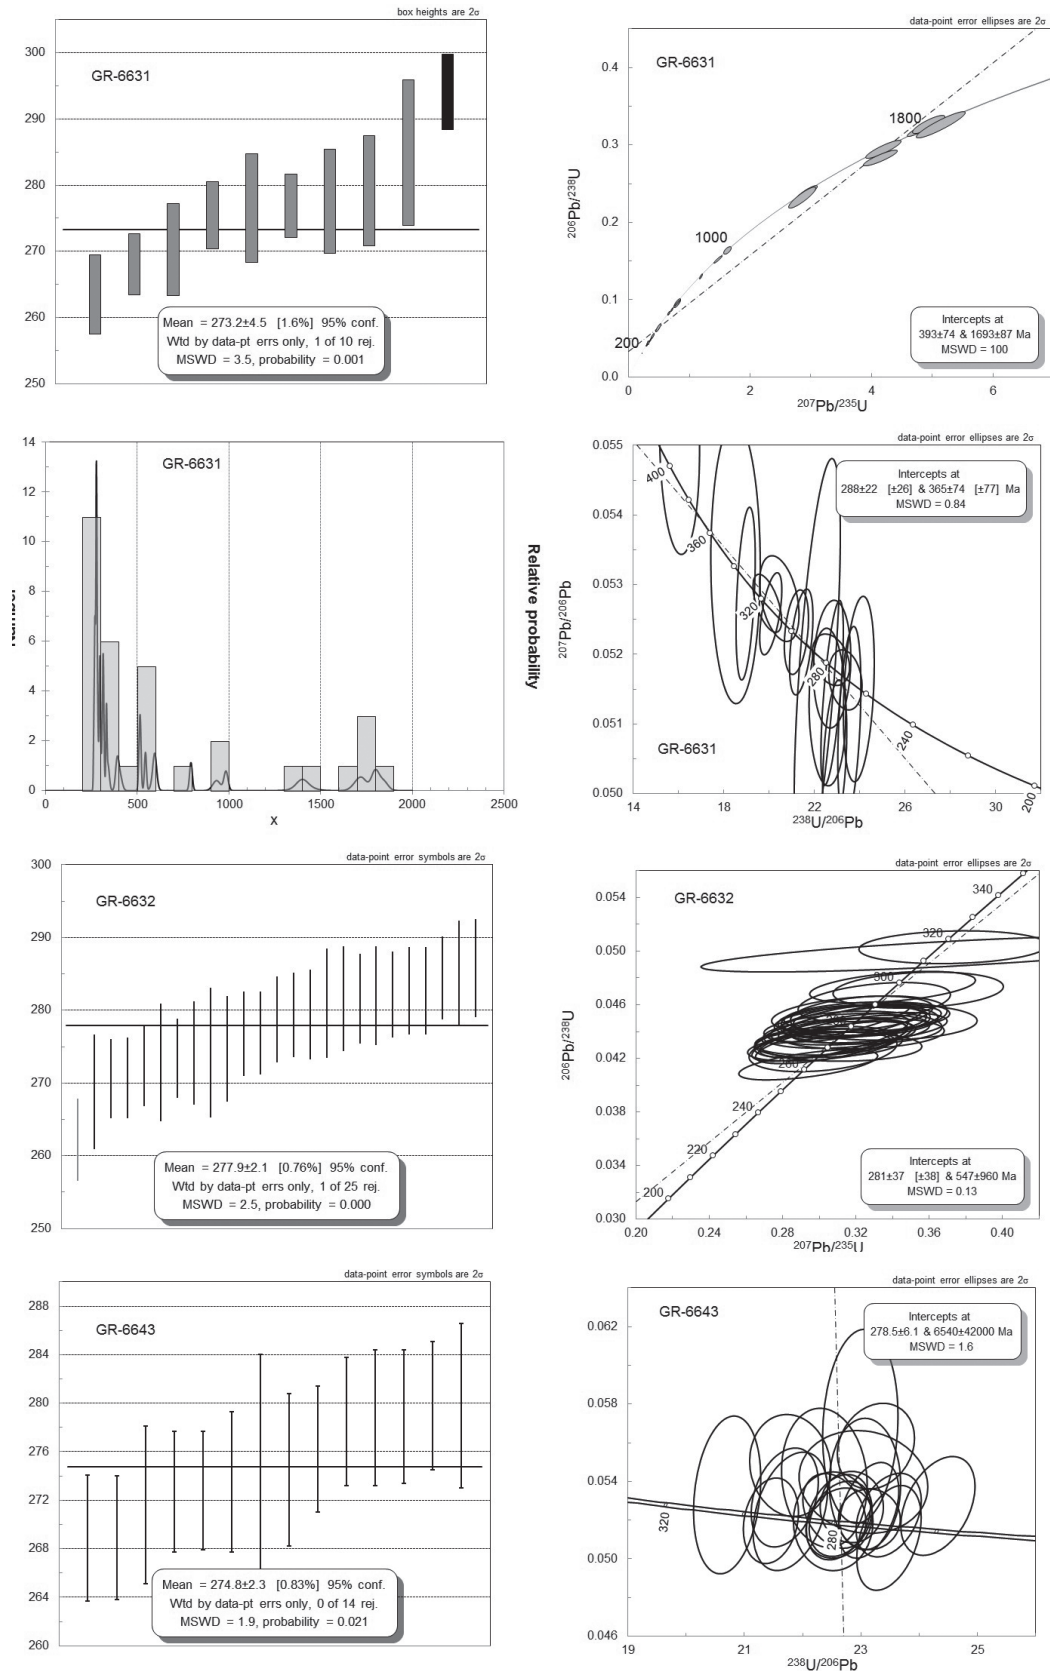 box heights are 2σ
300
GR-6631
290
280
270
260
250
Mean = 273.2±4.5 [1.6%] 95% conf.
Wtd by data-pt errs only, 1 of 10 rej.
MSWD = 3.5, probability = 0.001
data-point error ellipses are 2σ
GR-6631
0.4
0.3
0.2
0.1
0.0
1800
1000
200
206Pb/238U
Intercepts at
393±74 & 1693±87 Ma
MSWD = 100
0 2 4 6
207Pb/235U
14
GR-6631
12
10
8
6
4
2
0
Number
Relative probability
0 500 1000 1500 2000 2500
x
data-point error ellipses are 2σ
0.055
0.054
0.053
0.052
0.051
0.050
207Pb/206Pb
Intercepts at
288±22 [±26] & 365±74 [±77] Ma
MSWD = 0.84
400
360
320
280
240
200
GR-6631
14 18 22 26 30
238U/206Pb
data-point error symbols are 2σ
300
GR-6632
290
280
270
260
250
Mean = 277.9±2.1 [0.76%] 95% conf.
Wtd by data-pt errs only, 1 of 25 rej.
MSWD = 2.5, probability = 0.000
data-point error ellipses are 2σ
GR-6632
0.054
0.050
0.046
0.042
0.038
0.034
0.030
206Pb/238U
340
320
300
260
240
220
200
Intercepts at
281±37 [±38] & 547±960 Ma
MSWD = 0.13
0.20 0.24 0.28 0.32 0.36 0.40
207Pb/235U
data-point error symbols are 2σ
288
GR-6643
284
280
276
272
268
264
260
Mean = 274.8±2.3 [0.83%] 95% conf.
Wtd by data-pt errs only, 0 of 14 rej.
MSWD = 1.9, probability = 0.021
data-point error ellipses are 2σ
GR-6643
0.062
0.058
0.054
0.050
0.046
207Pb/206Pb
Intercepts at
278.5±6.1 & 6540±42000 Ma
MSWD = 1.6
320
280
19 21 23 25
238U/206Pb